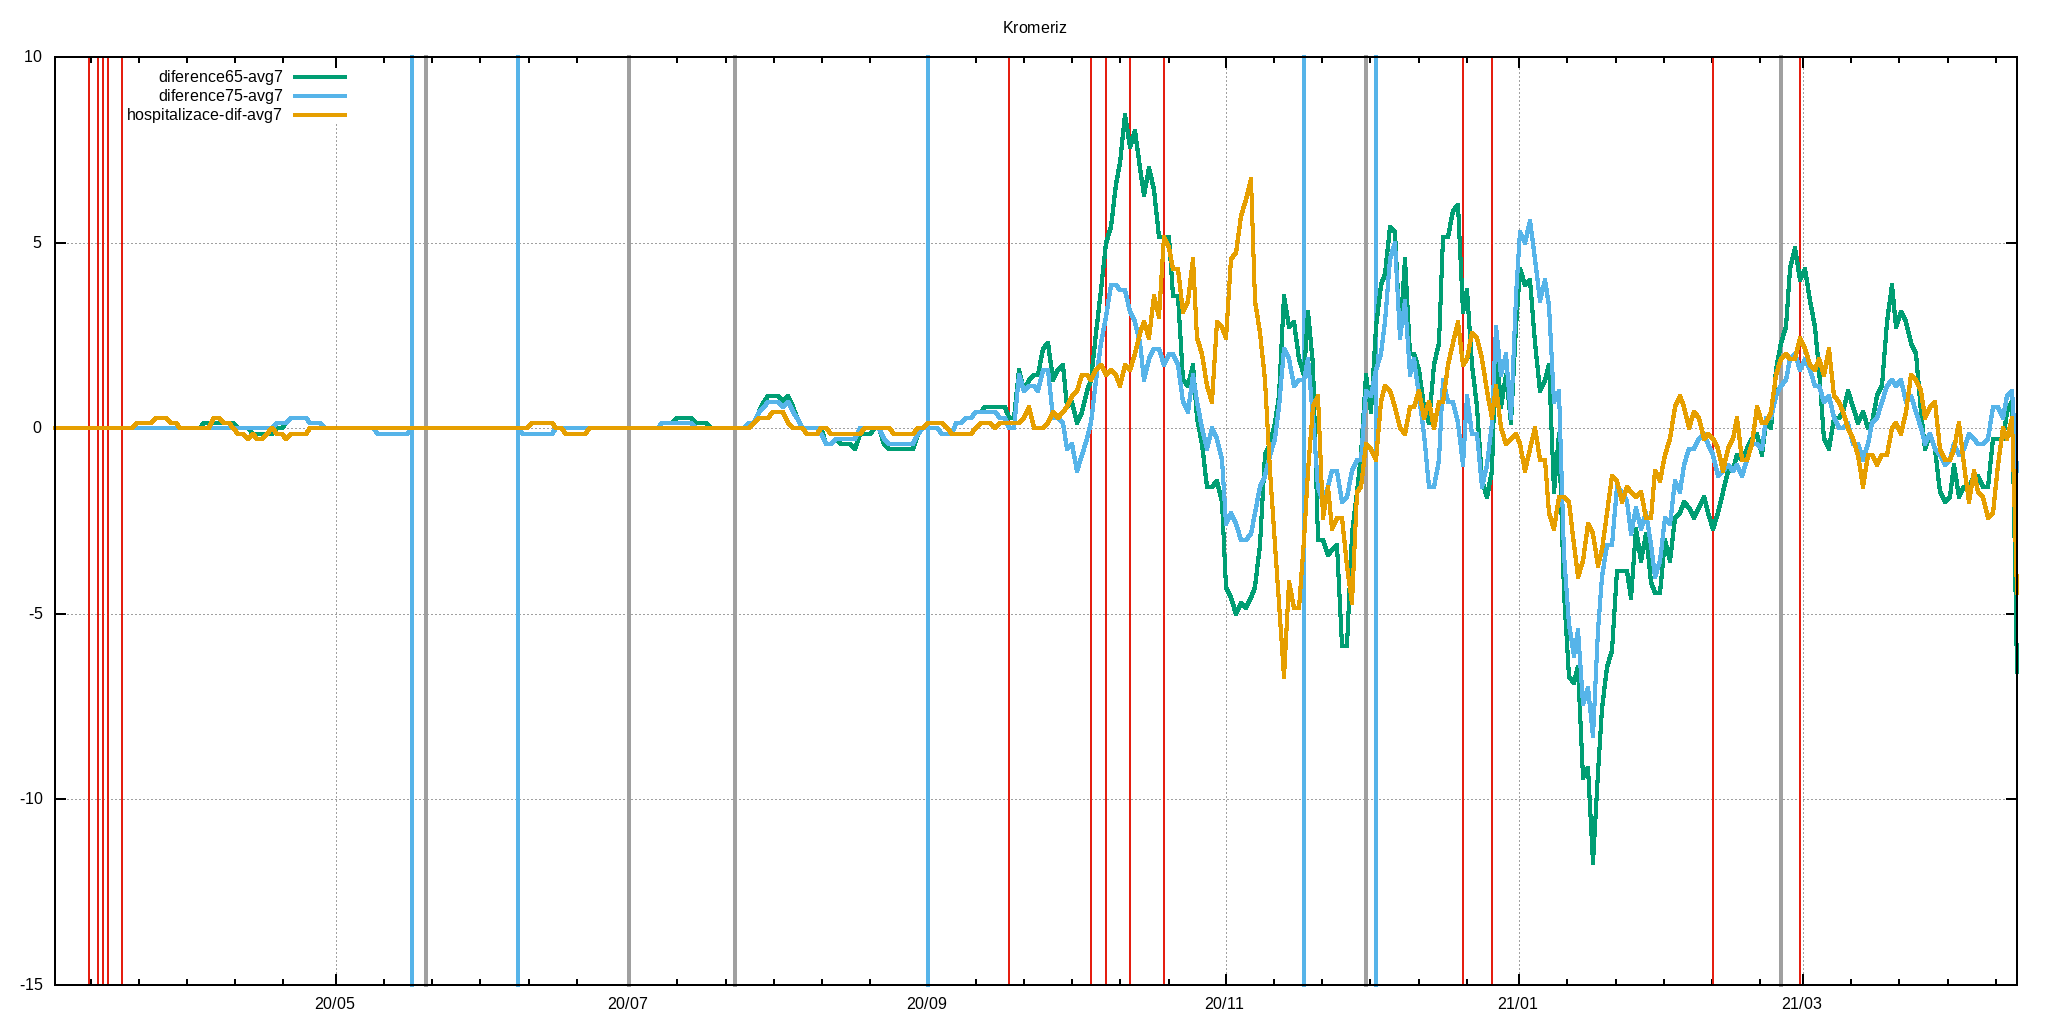 Kromeriz
10
diference65-avg7
diference75-avg7
hospitalizace-dif-avg7
5
0
-5
-10
-15
20/05 20/07 20/09 20/11 21/01 21/03